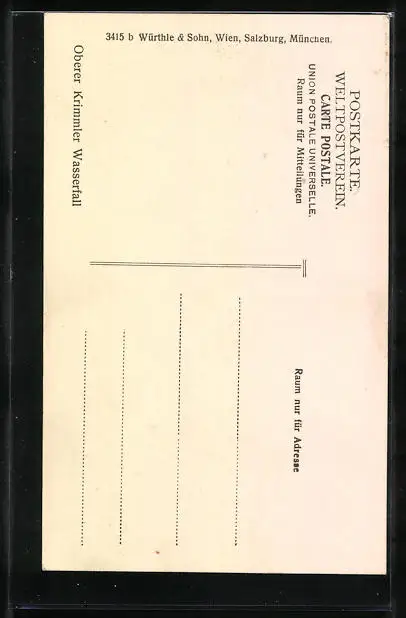 POSTKARTE.
WELTPOSTVEREIN.
CARTE POSTALE.
UNION POSTALE UNIVERSELLE.
Raum nur für Mitteilungen
Raum nur für Adresse
3415 b Würthle & Sohn, Wien, Salzburg, München.
Oberer Krimmler Wasserfall